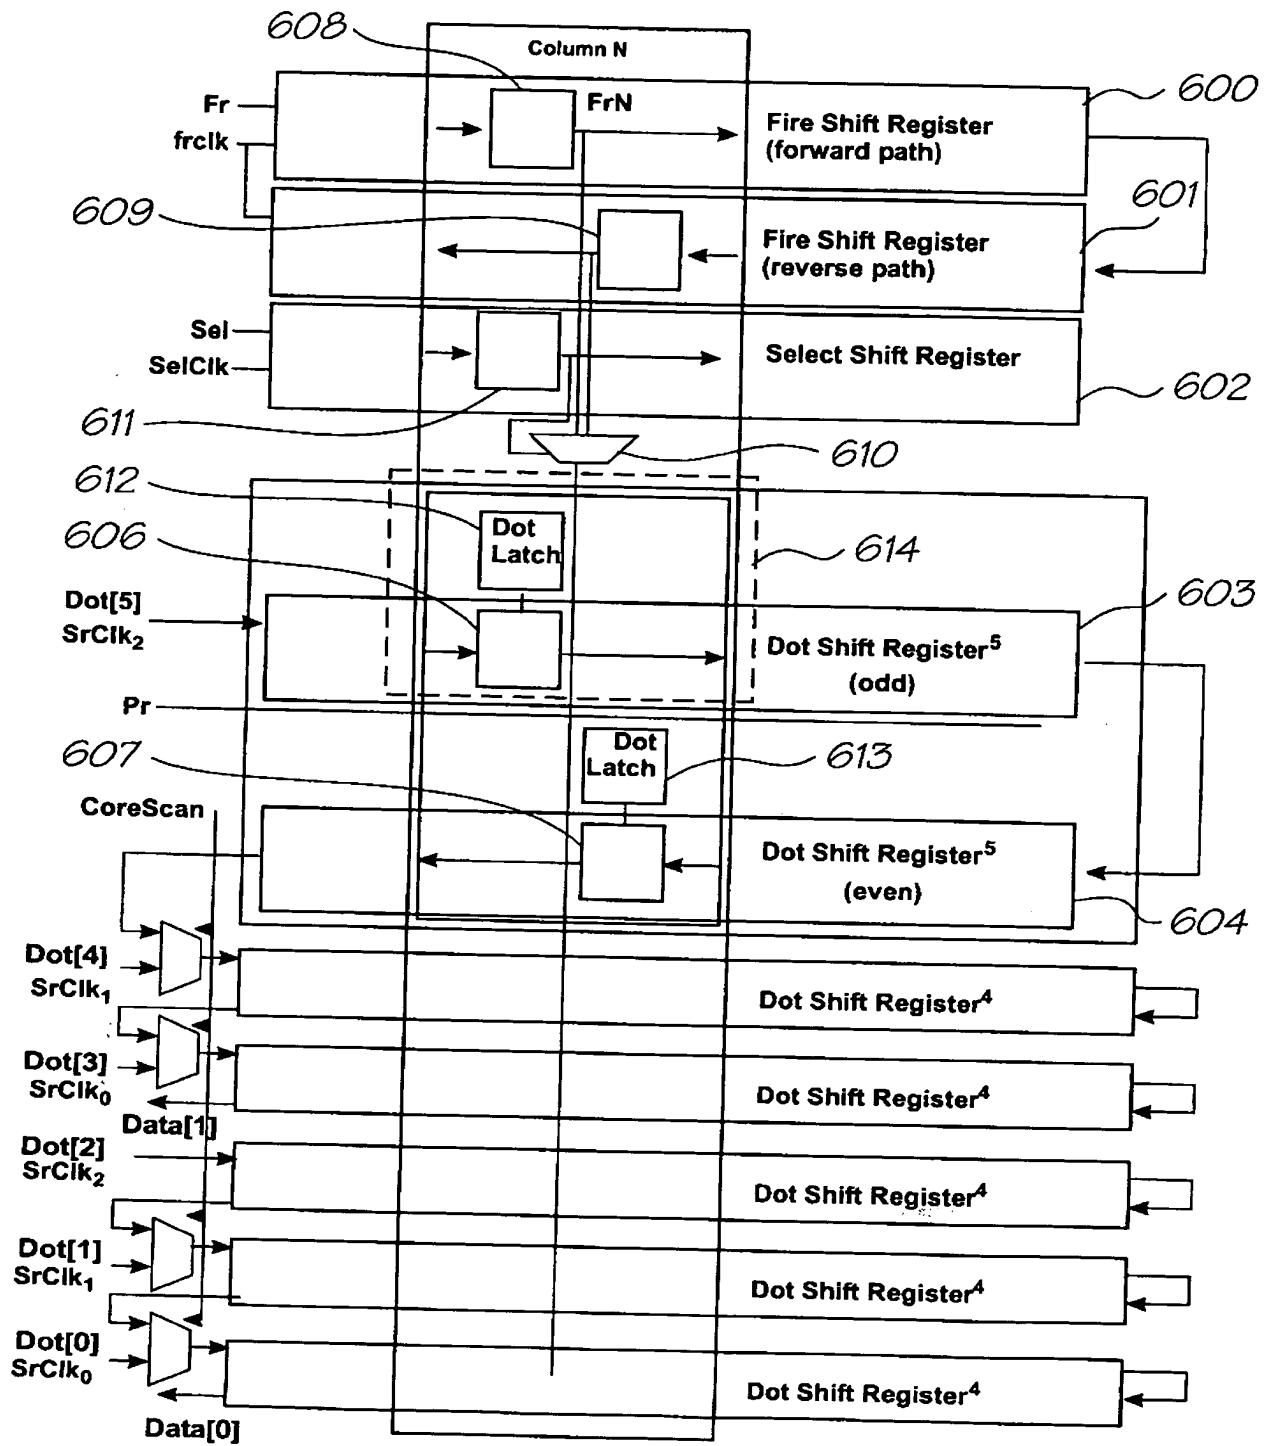 608
Column N
600
Fr
FrN
frclk
Fire Shift Register
(forward path)
601
609
Fire Shift Register
(reverse path)
Sel
SelClk
Select Shift Register
602
611
610
612
Dot
Latch
606
614
603
Dot[5]
SrClk2
Dot Shift Register5
(odd)
Pr
607
Dot
Latch
613
CoreScan
Dot Shift Register5
(even)
604
Dot[4]
SrClk1
Dot Shift Register4
Dot[3]
SrClk0
Dot Shift Register4
Data[1]
Dot[2]
SrClk2
Dot Shift Register4
Dot[1]
SrClk1
Dot Shift Register4
Dot[0]
SrClk0
Dot Shift Register4
Data[0]